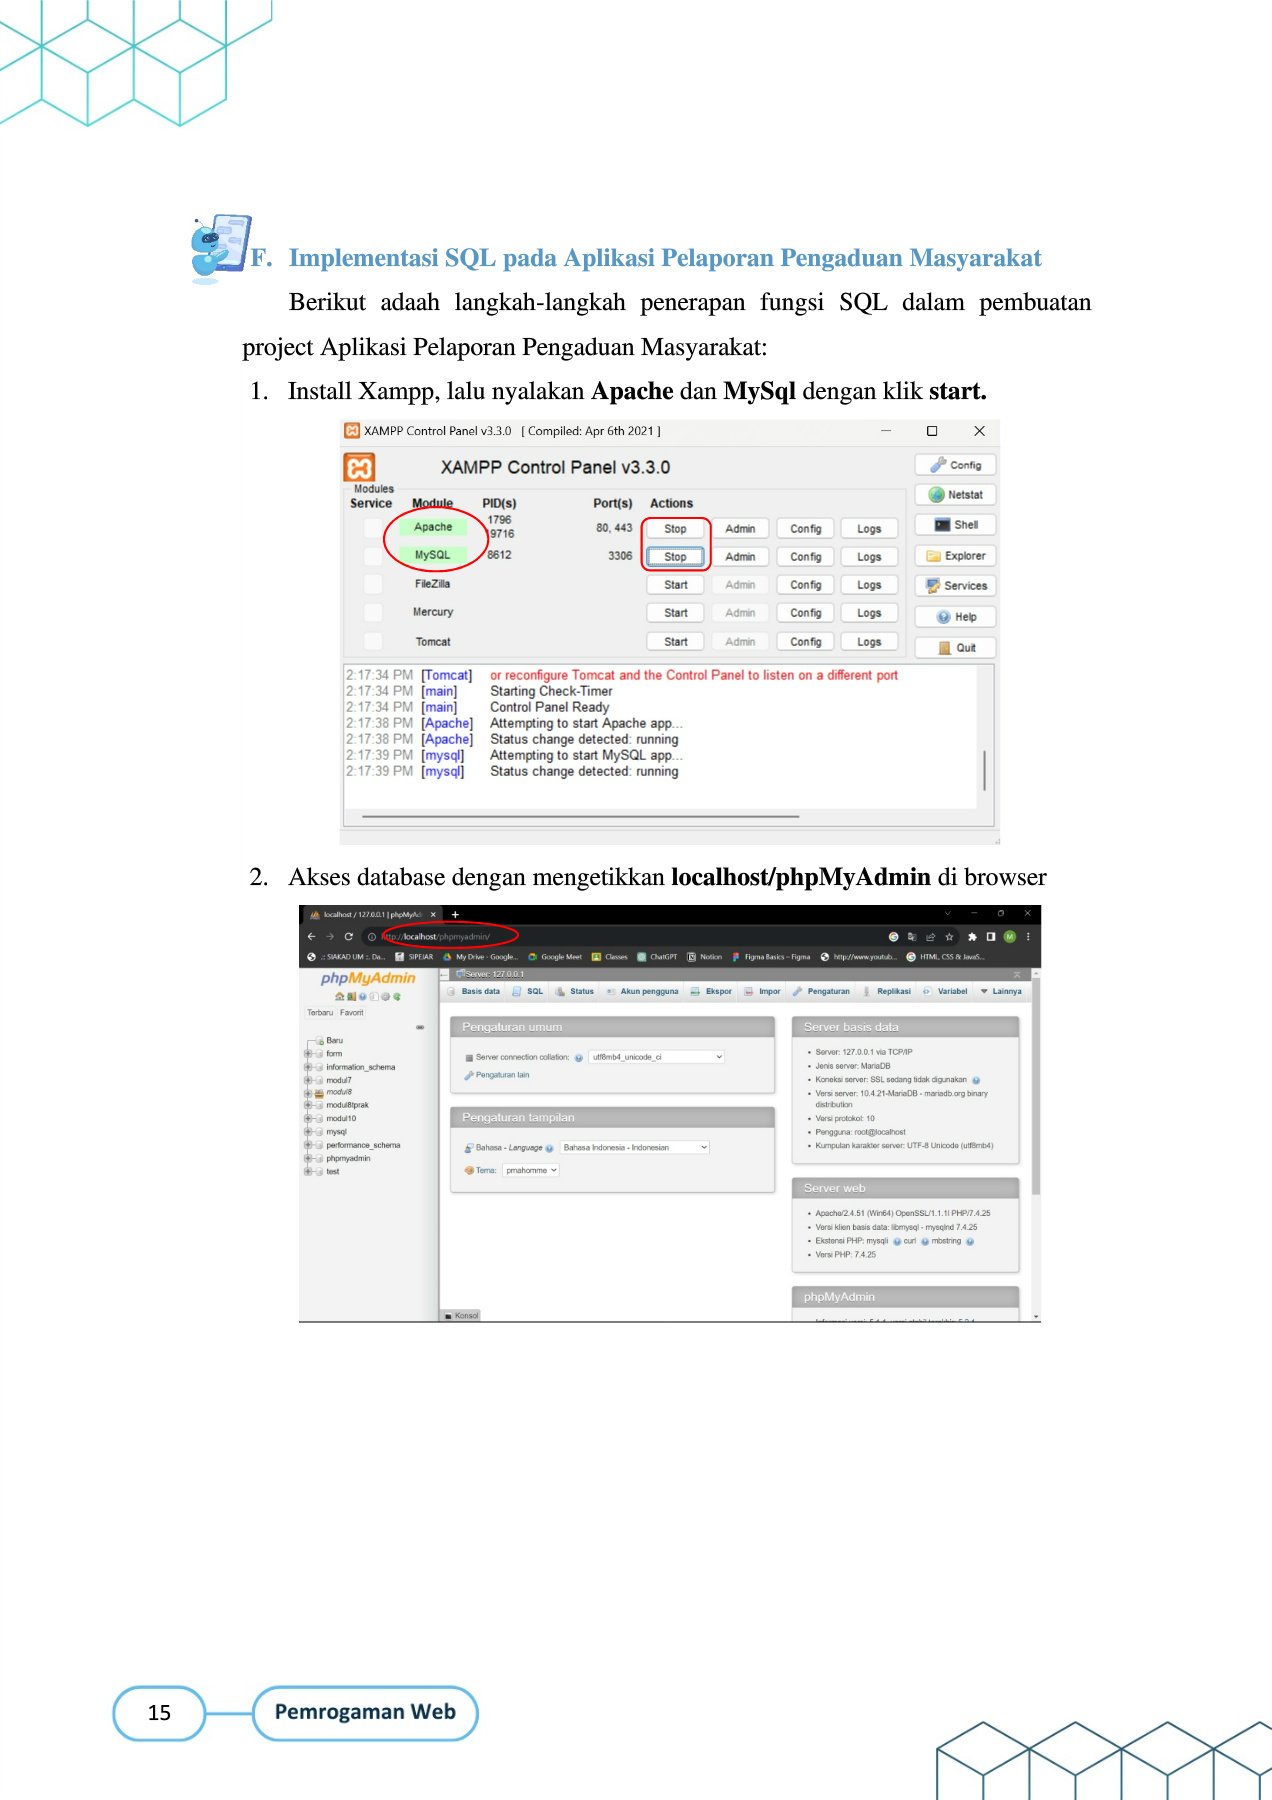 F. Implementasi SQL pada Aplikasi Pelaporan Pengaduan Masyarakat
Berikut adaah langkah-langkah penerapan fungsi SQL dalam pembuatan
project Aplikasi Pelaporan Pengaduan Masyarakat:
1. Install Xampp, lalu nyalakan Apache dan MySql dengan klik start.
XAMPP Control Panel v3.3.0 [ Compiled: Apr 6th 2021 ]
XAMPP Control Panel v3.3.0
Config
Modules
Service Module PID(s) Port(s) Actions
Netstat
Apache 1796 19716 80, 443 Stop Admin Config Logs
Shell
MySQL 8612 3306 Stop Admin Config Logs
Explorer
FileZilla Start Admin Config Logs
Services
Mercury Start Admin Config Logs
Help
Tomcat Start Admin Config Logs
Quit
2:17:34 PM [Tomcat] or reconfigure Tomcat and the Control Panel to listen on a different port
2:17:34 PM [main] Starting Check-Timer
2:17:34 PM [main] Control Panel Ready
2:17:38 PM [Apache] Attempting to start Apache app...
2:17:38 PM [Apache] Status change detected: running
2:17:39 PM [mysql] Attempting to start MySQL app...
2:17:39 PM [mysql] Status change detected: running
2. Akses database dengan mengetikkan localhost/phpMyAdmin di browser
localhost / 127.0.0.1 | phpMyAd
http://localhost/phpmyadmin/
M
.:: SIAKAD UM ::. Da... SIPEJAR My Drive - Google... Google Meet Classes ChatGPT Notion Figma Basics – Figma http://www.youtub... HTML, CSS & JavaS...
phpMyAdmin
Terbaru Favorit
Baru
form
information_schema
modul7
modul8
modul8tprak
modul10
mysql
performance_schema
phpmyadmin
test
Server: 127.0.0.1
Basis data SQL Status Akun pengguna Ekspor Impor Pengaturan Replikasi Variabel Lainnya
Pengaturan umum
Server connection collation: utf8mb4_unicode_ci
Pengaturan lain
Pengaturan tampilan
Bahasa - Language Bahasa Indonesia - Indonesian
Tema: pmahomme
Server basis data
• Server: 127.0.0.1 via TCP/IP
• Jenis server: MariaDB
• Koneksi server: SSL sedang tidak digunakan
• Versi server: 10.4.21-MariaDB - mariadb.org binary
distribution
• Versi protokol: 10
• Pengguna: root@localhost
• Kumpulan karakter server: UTF-8 Unicode (utf8mb4)
Server web
• Apache/2.4.51 (Win64) OpenSSL/1.1.1l PHP/7.4.25
• Versi klien basis data: libmysql - mysqlnd 7.4.25
• Ekstensi PHP: mysqli curl mbstring
• Versi PHP: 7.4.25
phpMyAdmin
Konsol
15 Pemrogaman Web